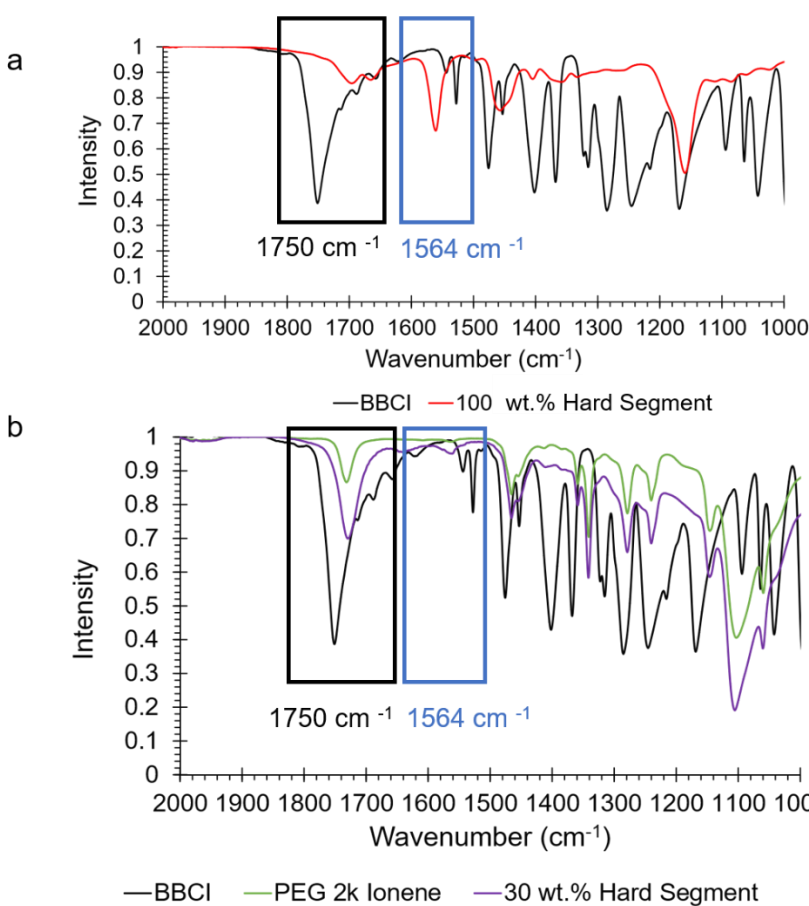 a
Intensity
1
0.9
0.8
0.7
0.6
0.5
0.4
0.3
0.2
0.1
0
1750 cm -1 1564 cm -1
2000 1900 1800 1700 1600 1500 1400 1300 1200 1100 1000
Wavenumber (cm-1)
BBCI 100 wt.% Hard Segment
b
Intensity
1
0.9
0.8
0.7
0.6
0.5
0.4
0.3
0.2
0.1
0
1750 cm -1 1564 cm -1
2000 1900 1800 1700 1600 1500 1400 1300 1200 1100 100
Wavenumber (cm-1)
BBCI PEG 2k Ionene 30 wt.% Hard Segment